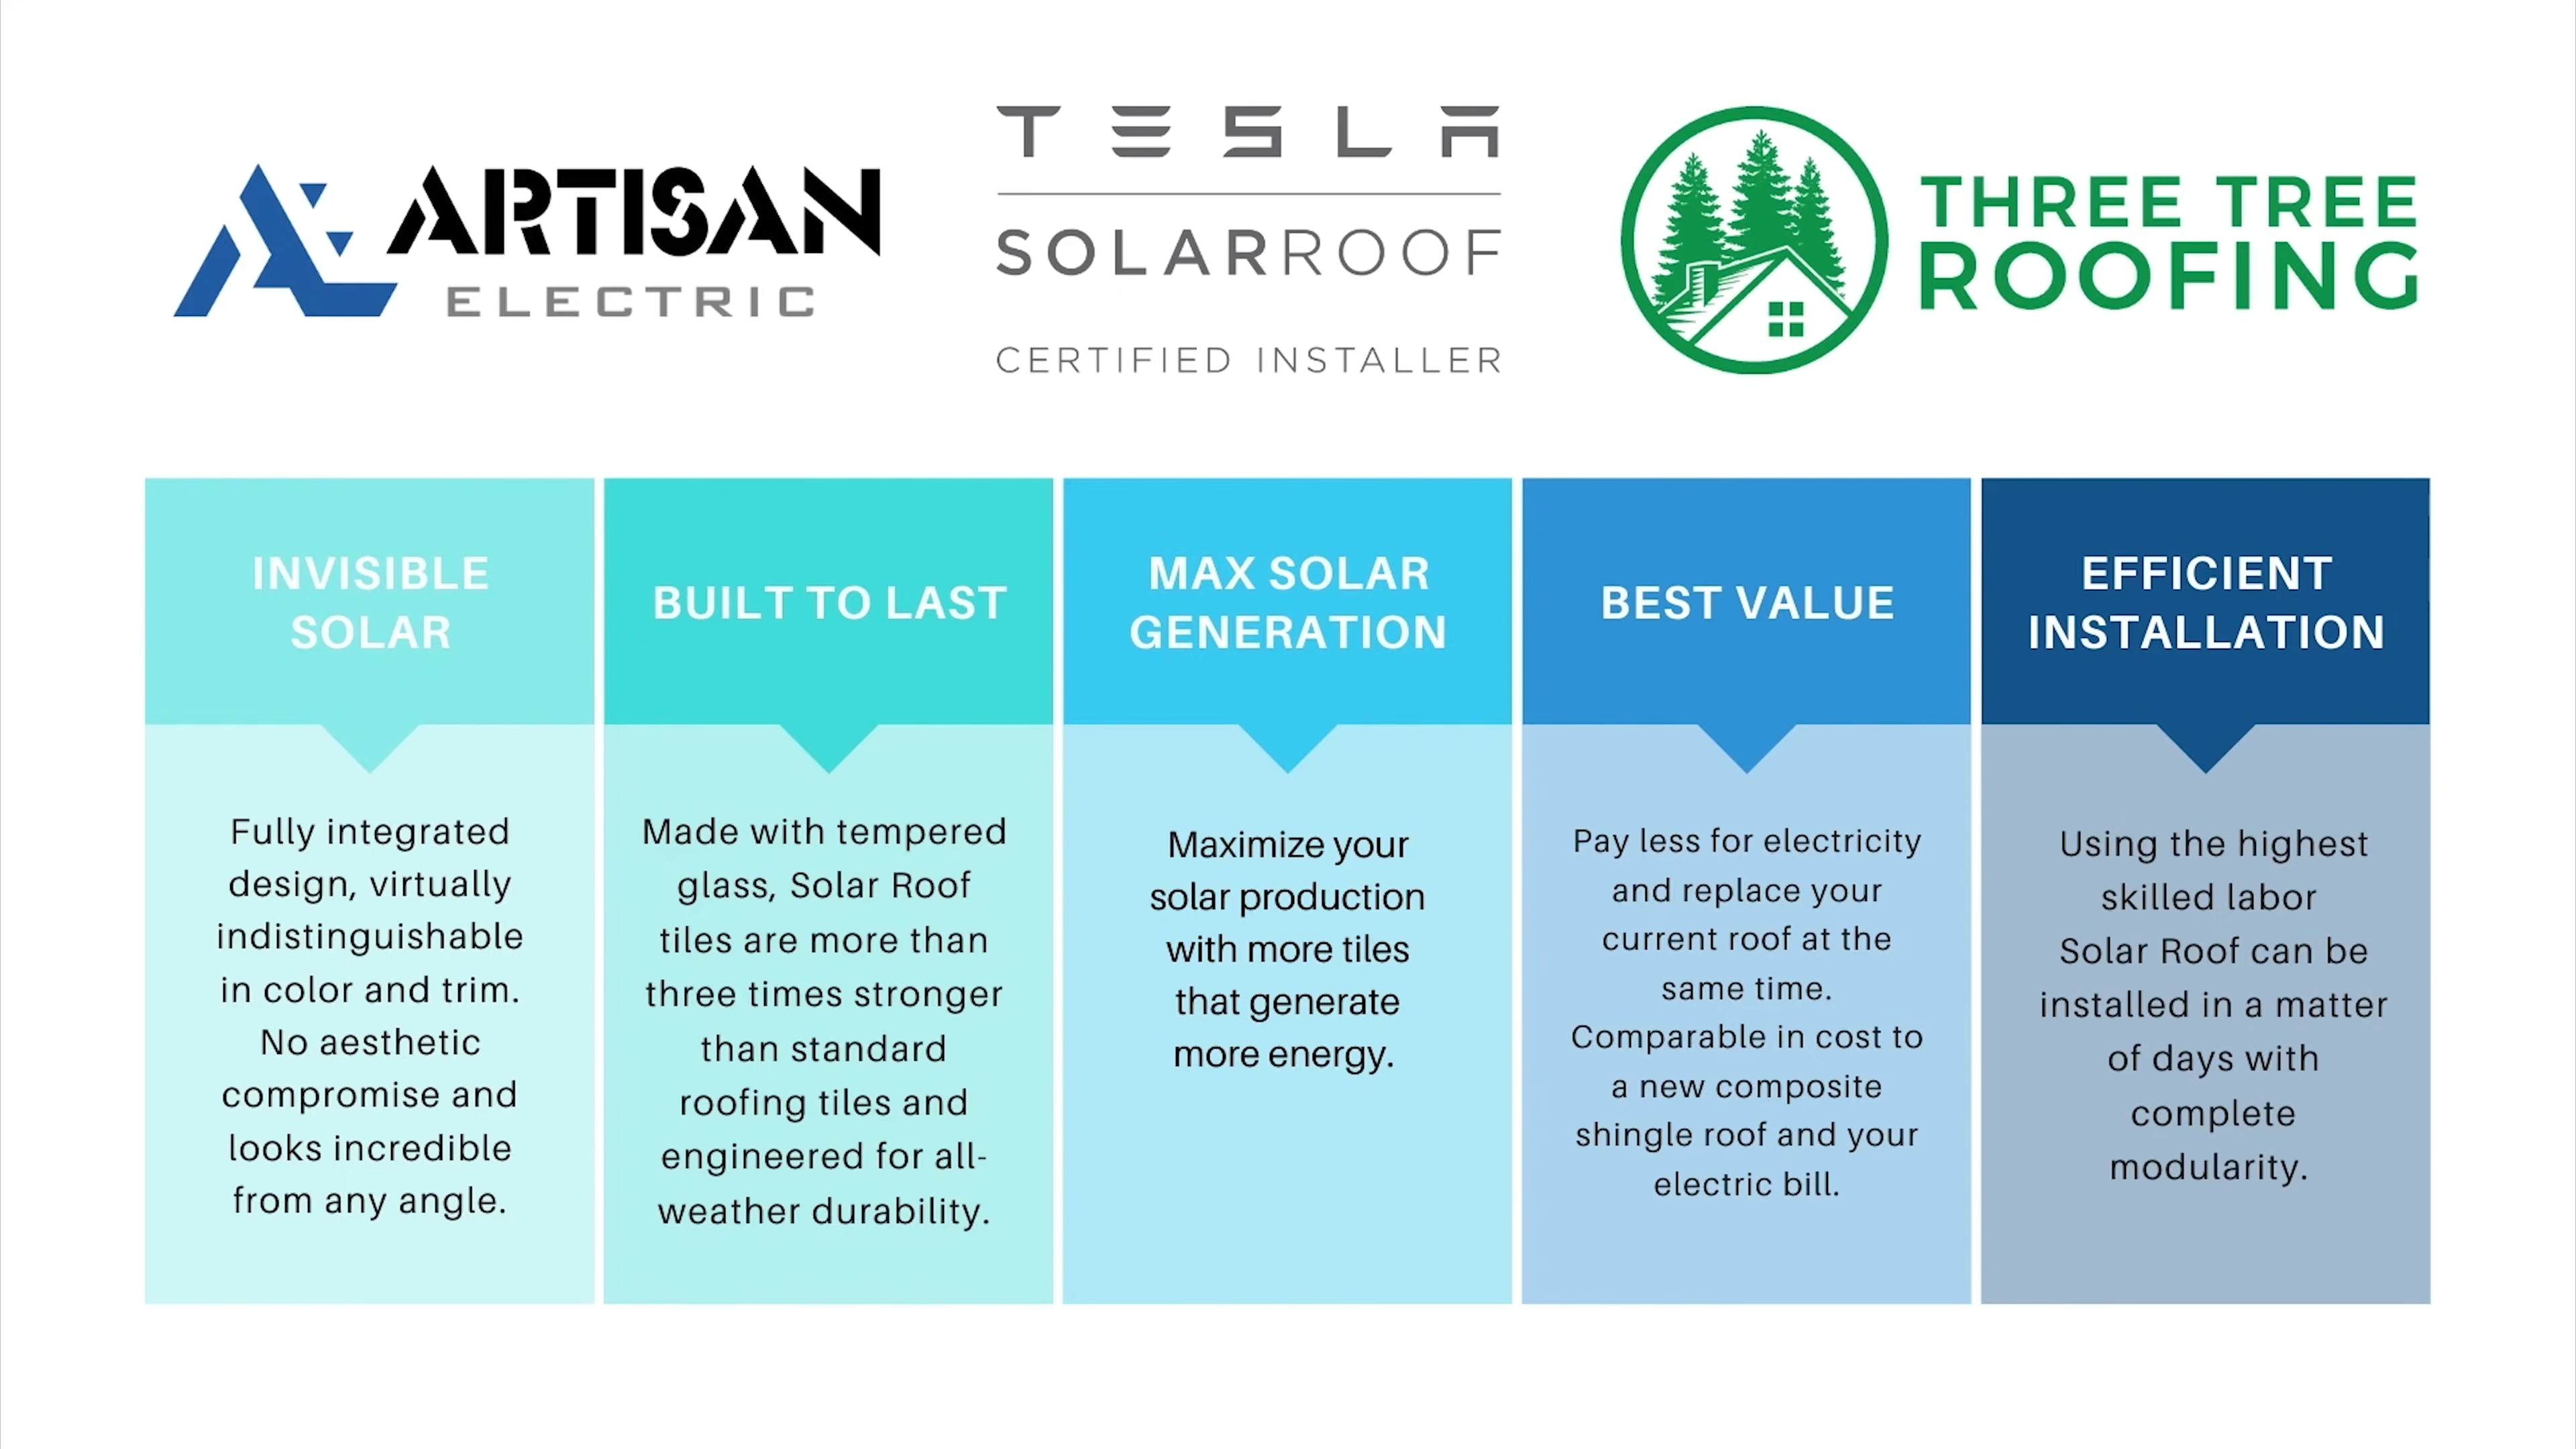 ARTISAN
ELECTRIC
TESLA
SOLARROOF
CERTIFIED INSTALLER
THREE TREE
ROOFING
INVISIBLE
SOLAR
Fully integrated
design, virtually
indistinguishable
in color and trim.
No aesthetic
compromise and
looks incredible
from any angle.
BUILT TO LAST
Made with tempered
glass, Solar Roof
tiles are more than
three times stronger
than standard
roofing tiles and
engineered for all-
weather durability.
MAX SOLAR
GENERATION
Maximize your
solar production
with more tiles
that generate
more energy.
BEST VALUE
Pay less for electricity
and replace your
current roof at the
same time.
Comparable in cost to
a new composite
shingle roof and your
electric bill.
EFFICIENT
INSTALLATION
Using the highest
skilled labor
Solar Roof can be
installed in a matter
of days with
complete
modularity.